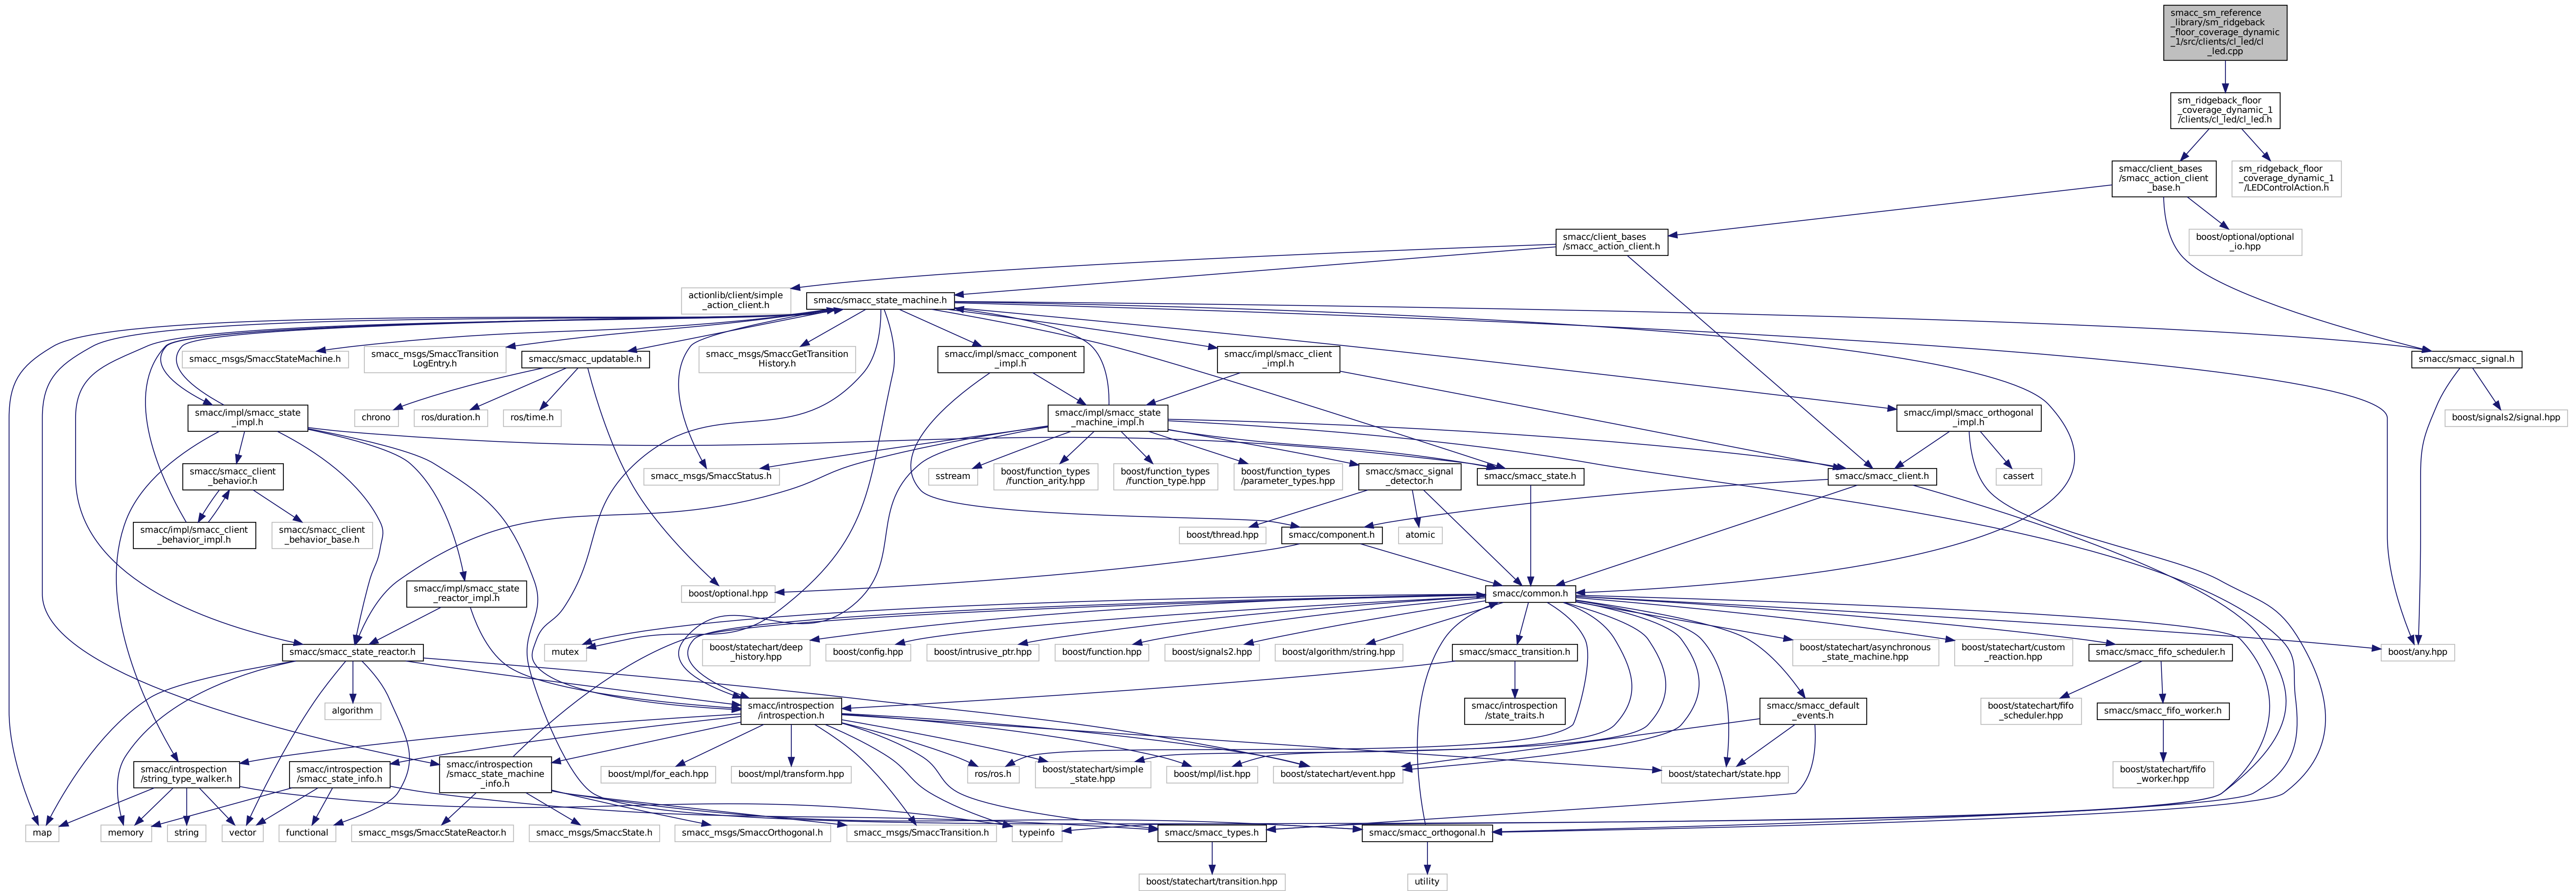 smacc_sm_reference
_library/sm_ridgeback
_floor_coverage_dynamic
_1/src/clients/cl_led/cl
_led.cpp
sm_ridgeback_floor
_coverage_dynamic_1
/clients/cl_led/cl_led.h
smacc/client_bases
/smacc_action_client
_base.h
sm_ridgeback_floor
_coverage_dynamic_1
/LEDControlAction.h
smacc/client_bases
/smacc_action_client.h
boost/optional/optional
_io.hpp
actionlib/client/simple
_action_client.h
smacc/smacc_state_machine.h
smacc_msgs/SmaccStateMachine.h
smacc_msgs/SmaccTransition
LogEntry.h
smacc/smacc_updatable.h
smacc_msgs/SmaccGetTransition
History.h
smacc/impl/smacc_component
_impl.h
smacc/impl/smacc_client
_impl.h
smacc/smacc_signal.h
smacc/impl/smacc_state
_impl.h
chrono
ros/duration.h
ros/time.h
smacc/impl/smacc_state
_machine_impl.h
smacc/impl/smacc_orthogonal
_impl.h
boost/signals2/signal.hpp
smacc/smacc_client
_behavior.h
smacc_msgs/SmaccStatus.h
sstream
boost/function_types
/function_arity.hpp
boost/function_types
/function_type.hpp
boost/function_types
/parameter_types.hpp
smacc/smacc_signal
_detector.h
smacc/smacc_state.h
smacc/smacc_client.h
cassert
smacc/impl/smacc_client
_behavior_impl.h
smacc/smacc_client
_behavior_base.h
boost/thread.hpp
smacc/component.h
atomic
smacc/impl/smacc_state
_reactor_impl.h
boost/optional.hpp
smacc/common.h
smacc/smacc_state_reactor.h
mutex
boost/statechart/deep
_history.hpp
boost/config.hpp
boost/intrusive_ptr.hpp
boost/function.hpp
boost/signals2.hpp
boost/algorithm/string.hpp
smacc/smacc_transition.h
boost/statechart/asynchronous
_state_machine.hpp
boost/statechart/custom
_reaction.hpp
smacc/smacc_fifo_scheduler.h
boost/any.hpp
algorithm
smacc/introspection
/introspection.h
smacc/introspection
/state_traits.h
smacc/smacc_default
_events.h
boost/statechart/fifo
_scheduler.hpp
smacc/smacc_fifo_worker.h
smacc/introspection
/string_type_walker.h
smacc/introspection
/smacc_state_info.h
smacc/introspection
/smacc_state_machine
_info.h
boost/mpl/for_each.hpp
boost/mpl/transform.hpp
ros/ros.h
boost/statechart/simple
_state.hpp
boost/mpl/list.hpp
boost/statechart/event.hpp
boost/statechart/state.hpp
boost/statechart/fifo
_worker.hpp
map
memory
string
vector
functional
smacc_msgs/SmaccStateReactor.h
smacc_msgs/SmaccState.h
smacc_msgs/SmaccOrthogonal.h
smacc_msgs/SmaccTransition.h
typeinfo
smacc/smacc_types.h
smacc/smacc_orthogonal.h
boost/statechart/transition.hpp
utility